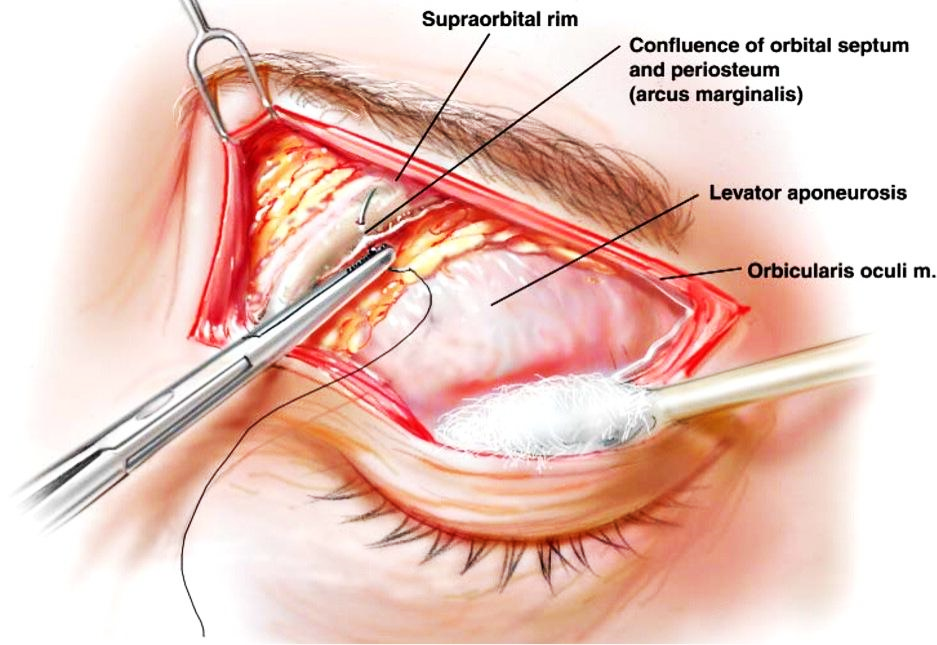 Supraorbital rim
Confluence of orbital septum
and periosteum
(arcus marginalis)
Levator aponeurosis
Orbicularis oculi m.